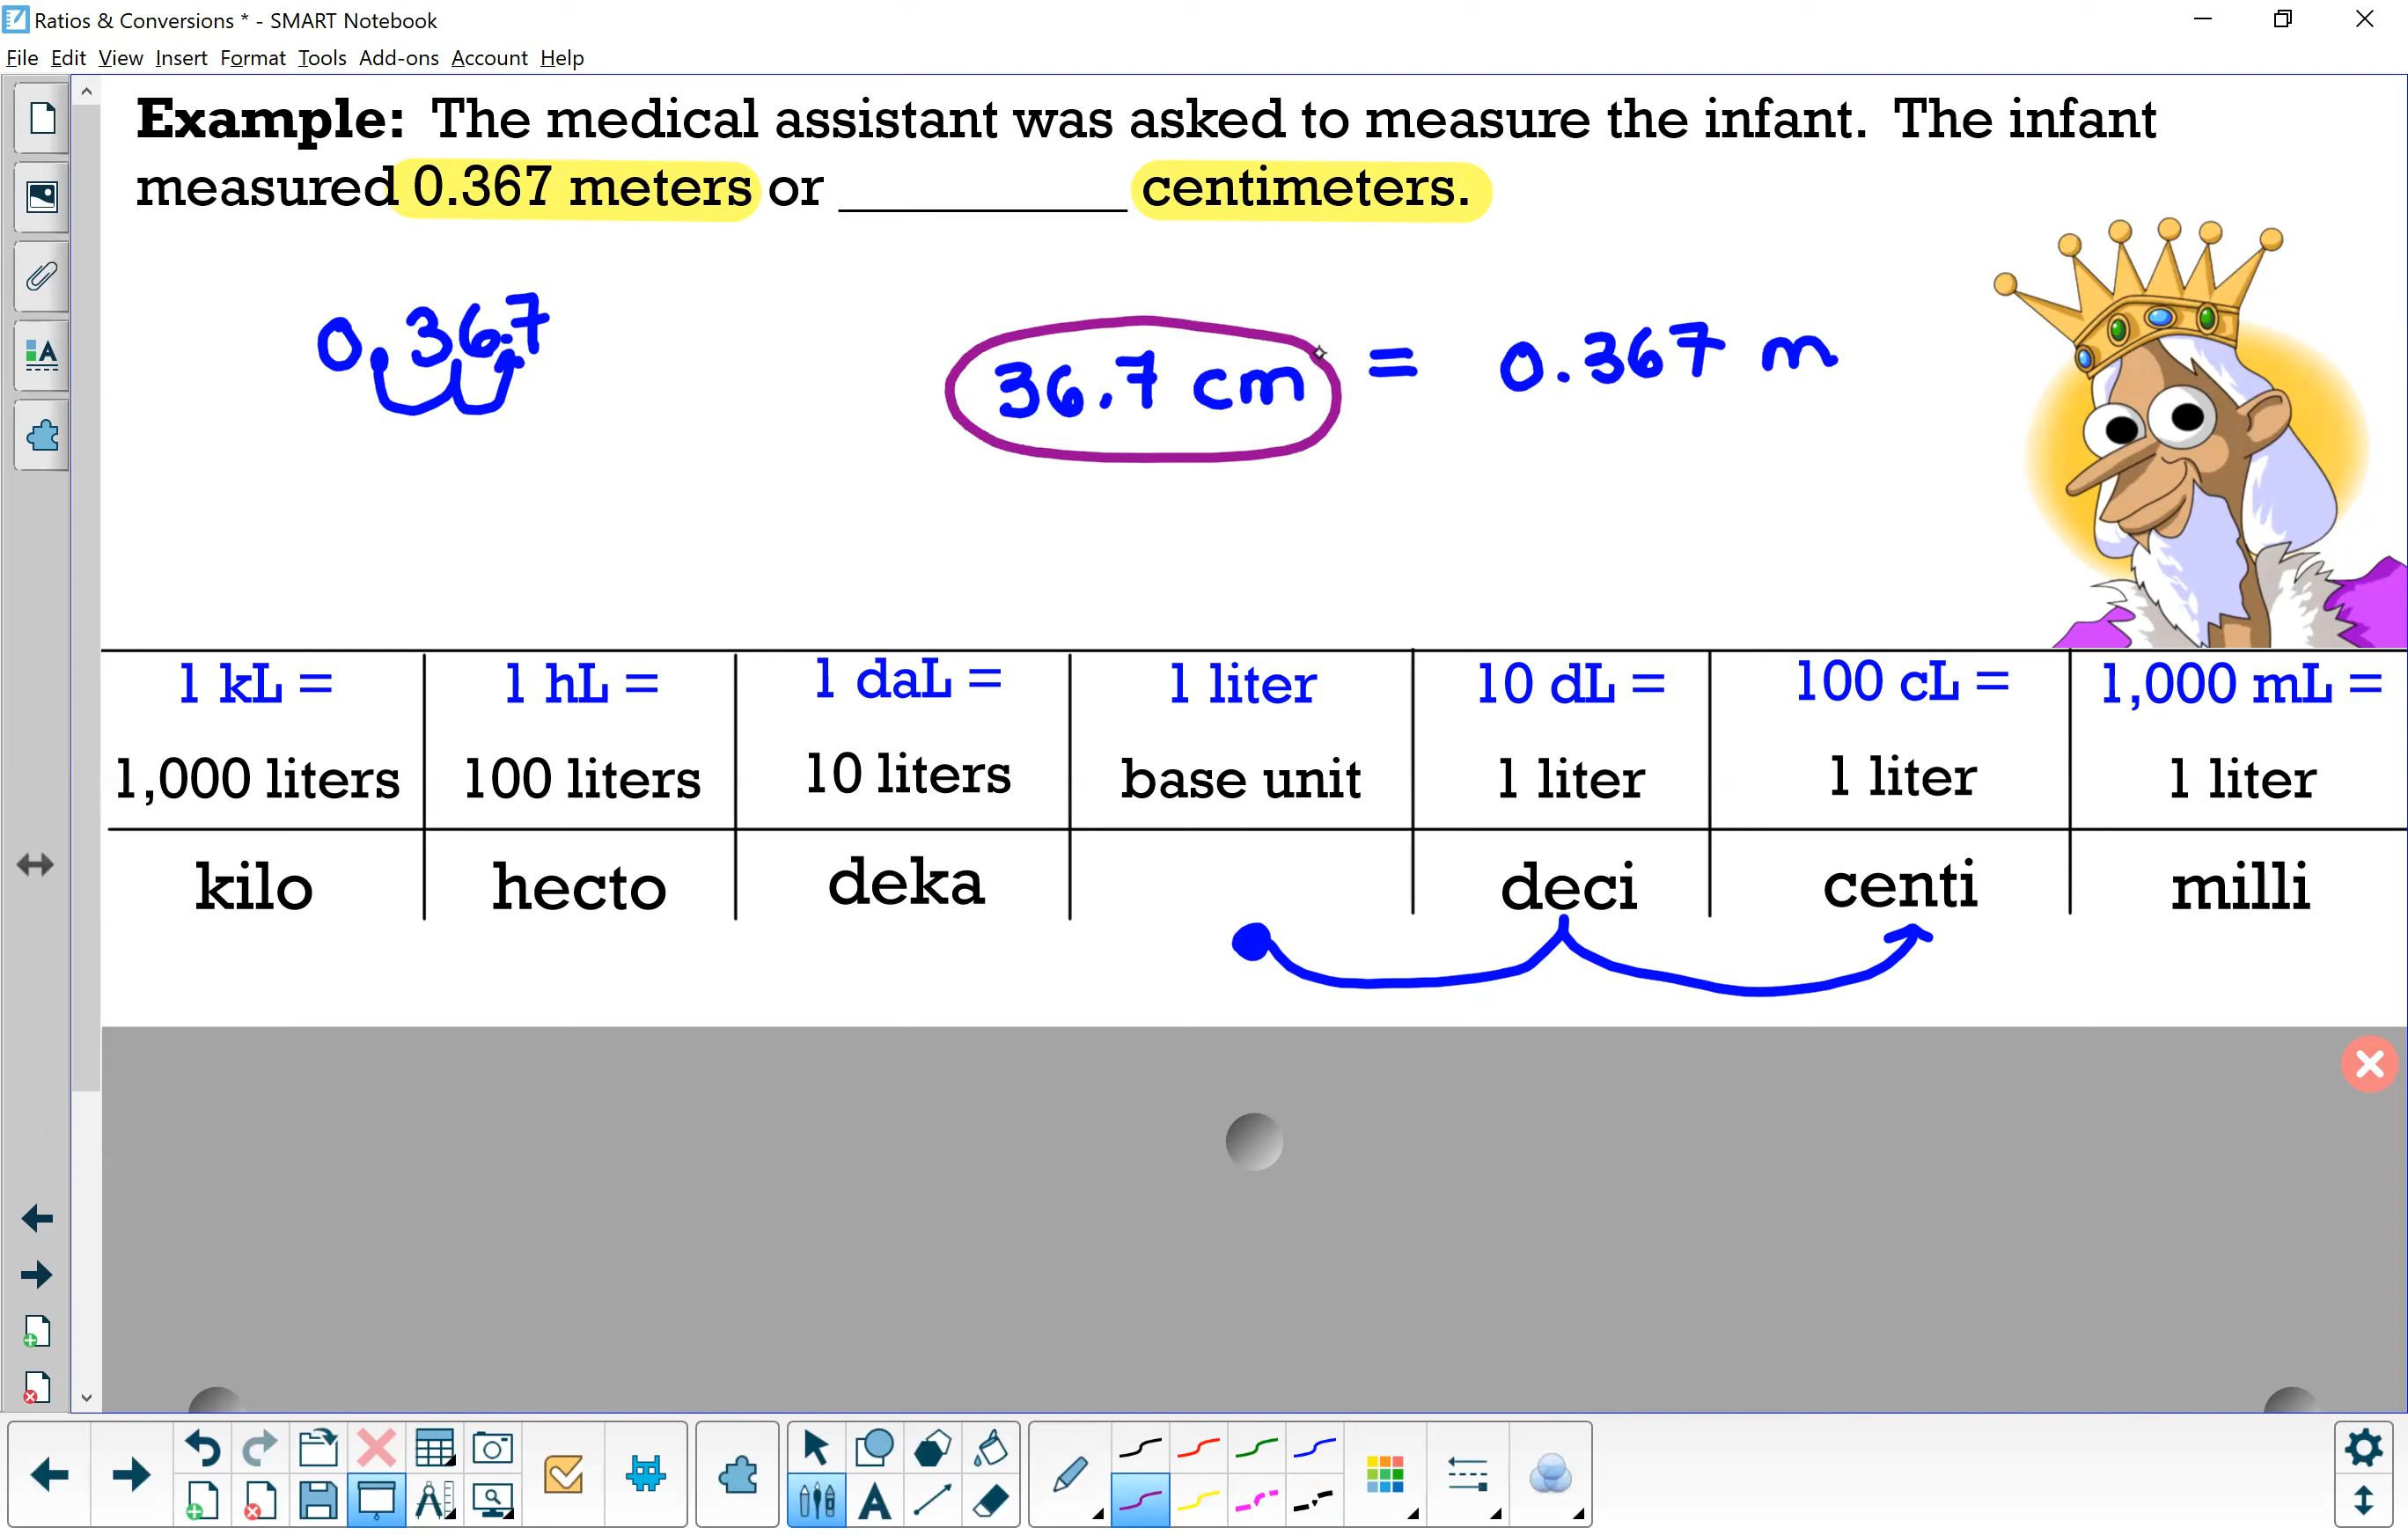 Ratios & Conversions * - SMART Notebook
File Edit View Insert Format Tools Add-ons Account Help
Example: The medical assistant was asked to measure the infant. The infant
measured 0.367 meters or __________ centimeters.
0.36.7
36.7 cm = 0.367 m
1 kL = 1 hL = 1 daL = 1 liter 10 dL = 100 cL = 1,000 mL =
1,000 liters 100 liters 10 liters base unit 1 liter 1 liter 1 liter
kilo hecto deka deci centi milli